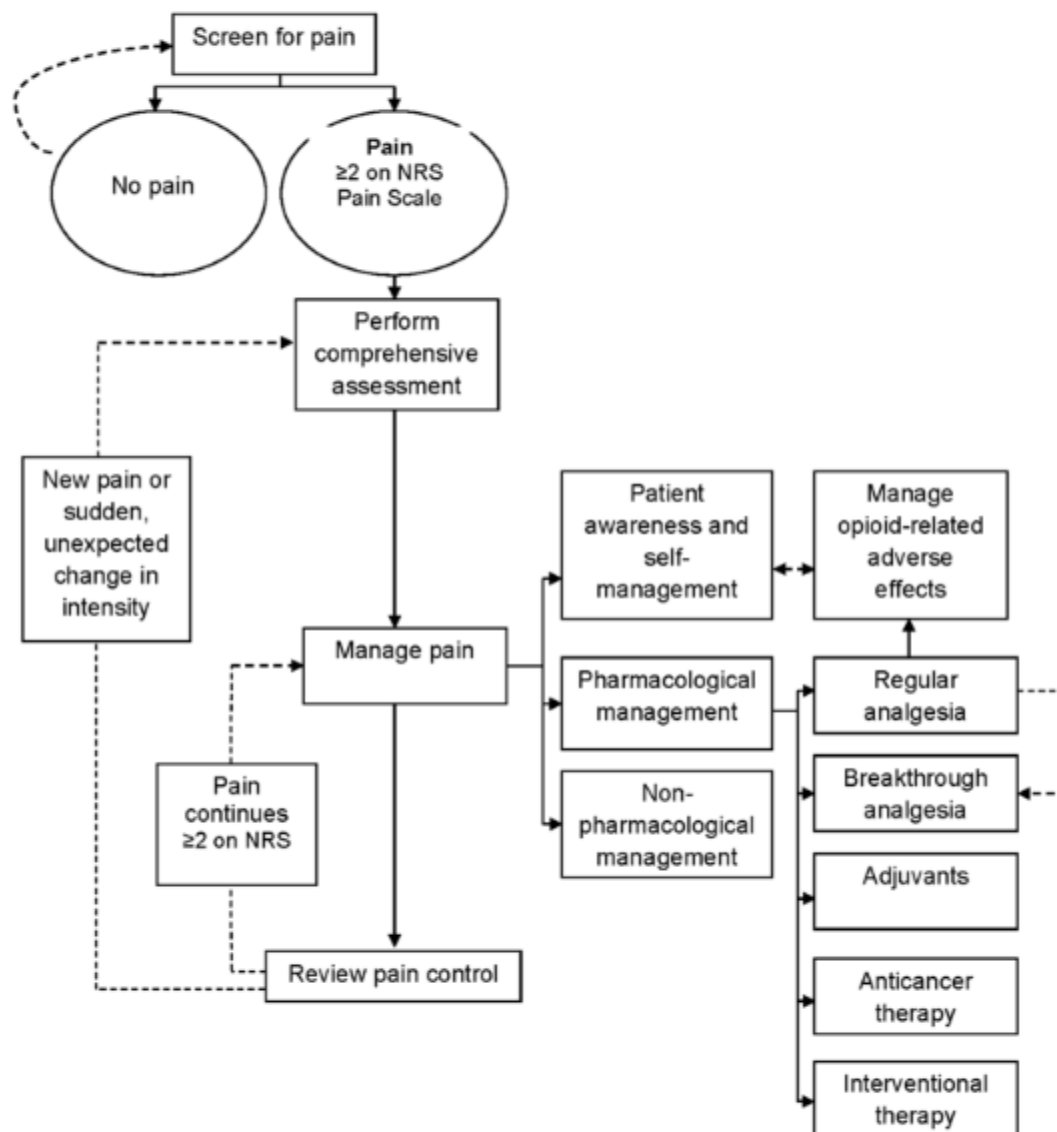 Screen for pain
No pain
Pain
≥2 on NRS
Pain Scale
Perform
comprehensive
assessment
New pain or
sudden,
unexpected
change in
intensity
Patient
awareness and
self-
management
Manage
opioid-related
adverse
effects
Manage pain
Pharmacological
management
Regular
analgesia
Pain
continues
≥2 on NRS
Non-
pharmacological
management
Breakthrough
analgesia
Adjuvants
Review pain control
Anticancer
therapy
Interventional
therapy